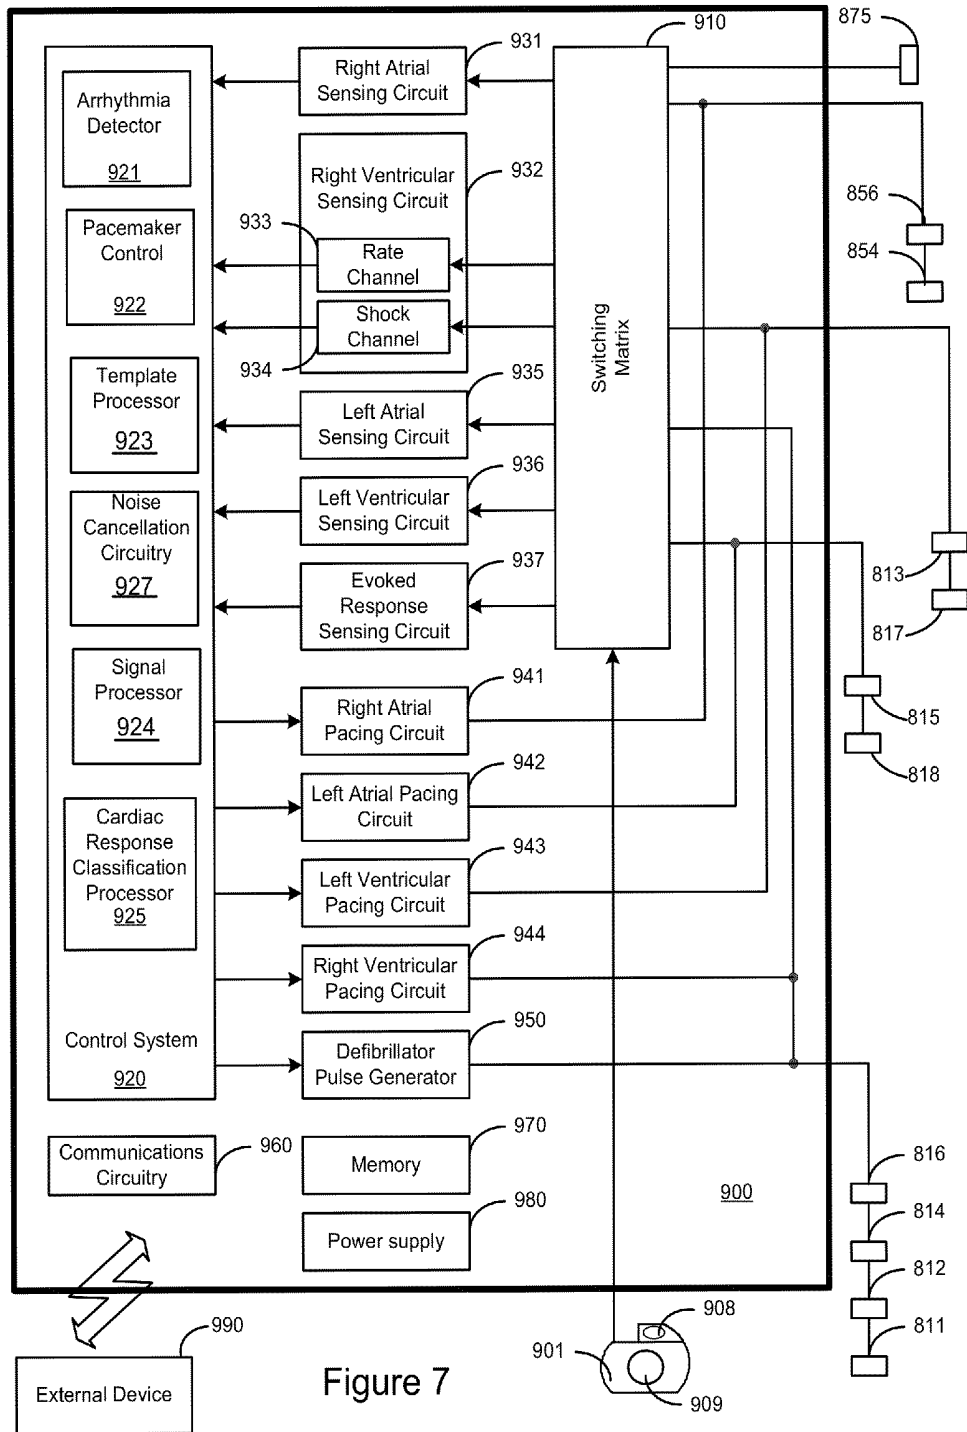 931
910
875
Right Atrial
Sensing Circuit
Arrhythmia
Detector
921
Right Ventricular
Sensing Circuit
932
933
856
Pacemaker
Control
922
Rate
Channel
854
Shock
Channel
934
Switching
Matrix
Template
Processor
923
935
Left Atrial
Sensing Circuit
936
Noise
Cancellation
Circuitry
927
Left Ventricular
Sensing Circuit
937
813
Evoked
Response
Sensing Circuit
817
Signal
Processor
924
941
Right Atrial
Pacing Circuit
815
942
818
Left Atrial Pacing
Circuit
Cardiac
Response
Classification
Processor
925
943
Left Ventricular
Pacing Circuit
944
Right Ventricular
Pacing Circuit
950
Control System
920
Defibrillator
Pulse Generator
970
960
Communications
Circuitry
Memory
816
900
980
814
Power supply
812
990
908
811
901
External Device
Figure 7
909